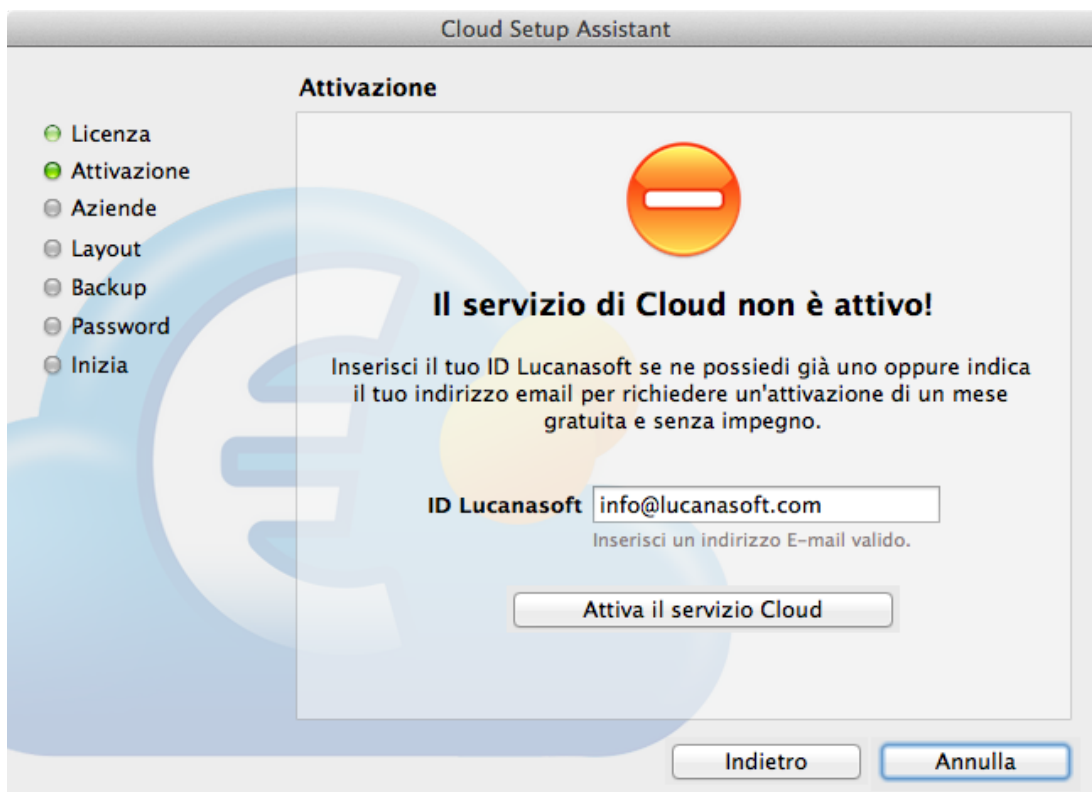 Cloud Setup Assistant
Attivazione
Licenza
Attivazione
Aziende
Layout
Backup
Password
Inizia
Il servizio di Cloud non è attivo!
Inserisci il tuo ID Lucanasoft se ne possiedi già uno oppure indica
il tuo indirizzo email per richiedere un'attivazione di un mese
gratuita e senza impegno.
ID Lucanasoft info@lucanasoft.com
Inserisci un indirizzo E-mail valido.
Attiva il servizio Cloud
Indietro Annulla